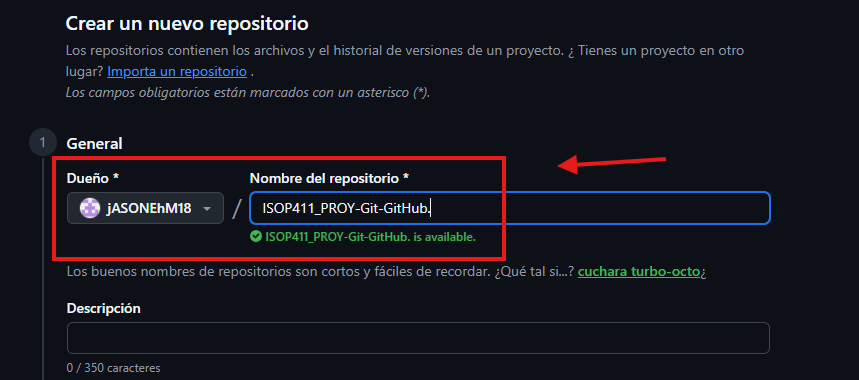 Crear un nuevo repositorio
Los repositorios contienen los archivos y el historial de versiones de un proyecto. ¿ Tienes un proyecto en otro
lugar? Importa un repositorio .
Los campos obligatorios están marcados con un asterisco (*).
1 General
Dueño * Nombre del repositorio *
jASONEhM18 / ISOP411_PROY-Git-GitHub.
ISOP411_PROY-Git-GitHub. is available.
Los buenos nombres de repositorios son cortos y fáciles de recordar. ¿Qué tal si...? cuchara turbo-octo¿
Descripción
0 / 350 caracteres